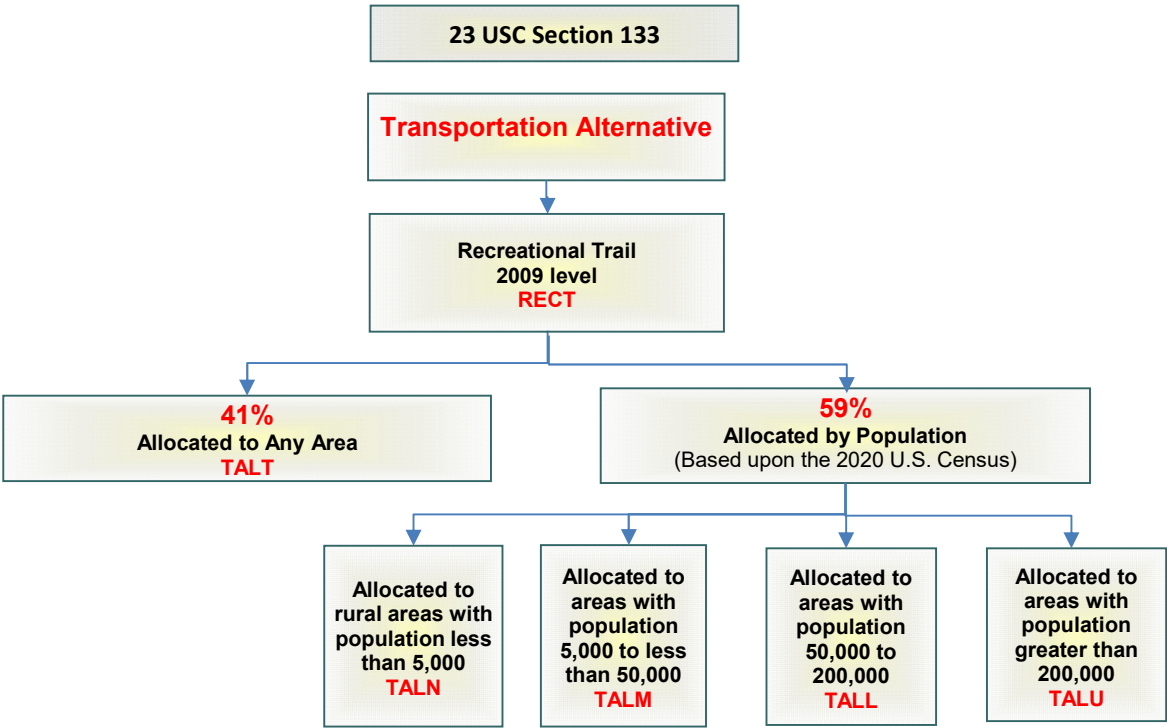 23 USC Section 133
Transportation Alternative
Recreational Trail
2009 level
RECT
41%
Allocated to Any Area
TALT
59%
Allocated by Population
(Based upon the 2020 U.S. Census)
Allocated to
rural areas with
population less
than 5,000
TALN
Allocated to
areas with
population
5,000 to less
than 50,000
TALM
Allocated to
areas with
population
50,000 to
200,000
TALL
Allocated to
areas with
population
greater than
200,000
TALU